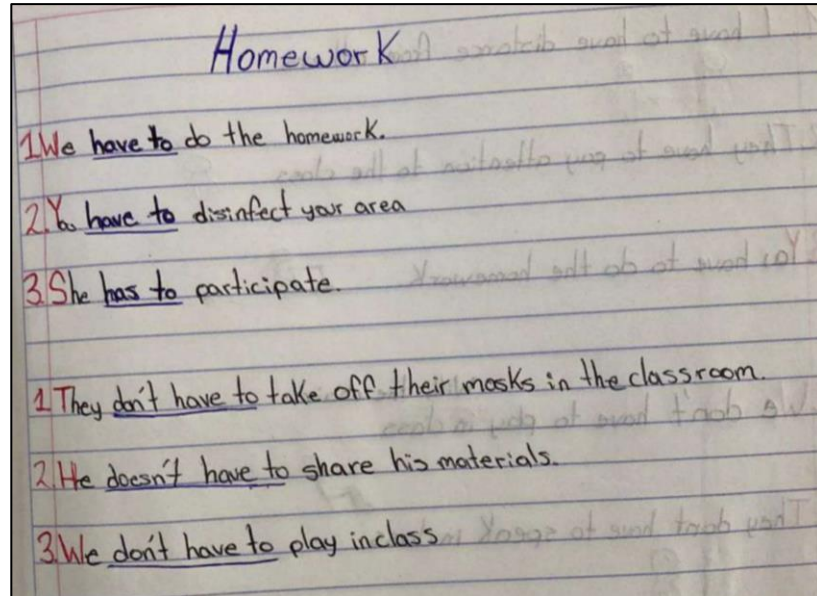 Homework
1. We have to do the homework.
2. You have to disinfect your area
3. She has to participate.
1. They don't have to take off their masks in the classroom.
2. He doesn't have to share his materials.
3. We don't have to play in class